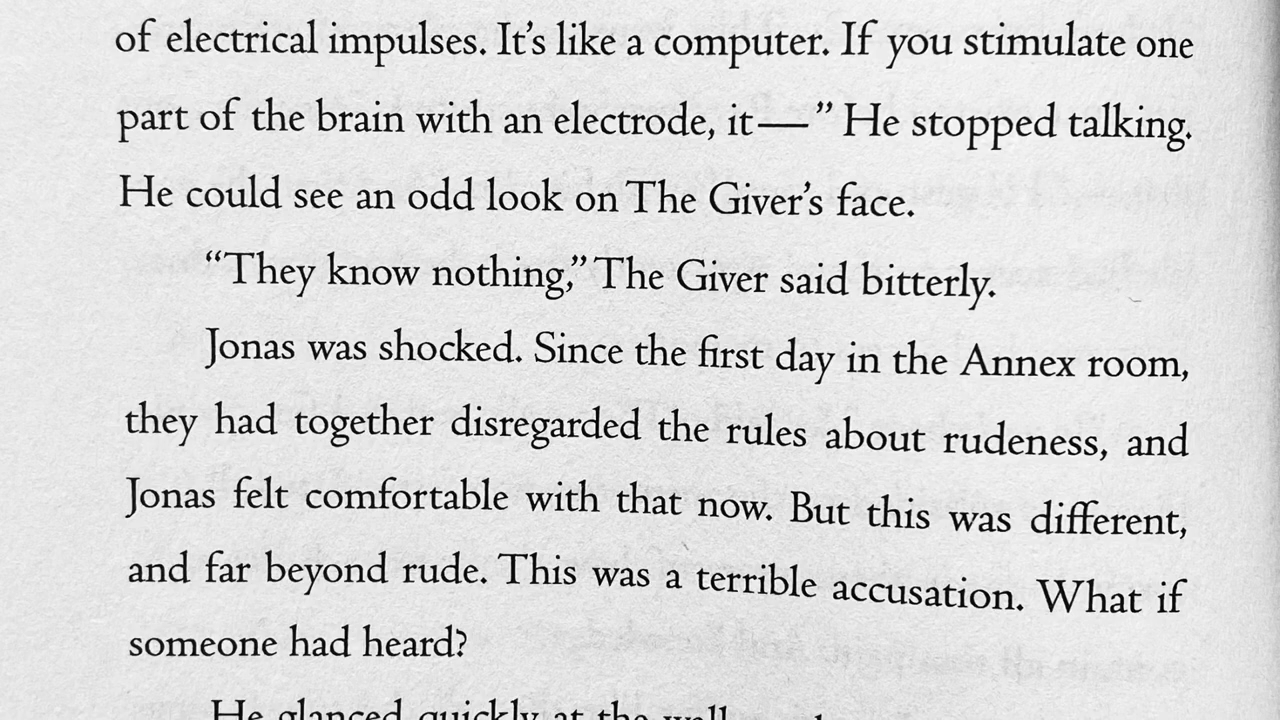 of electrical impulses. It’s like a computer. If you stimulate one
part of the brain with an electrode, it—” He stopped talking.
He could see an odd look on The Giver’s face.
“They know nothing,” The Giver said bitterly.
Jonas was shocked. Since the first day in the Annex room,
they had together disregarded the rules about rudeness, and
Jonas felt comfortable with that now. But this was different,
and far beyond rude. This was a terrible accusation. What if
someone had heard?
He glanced quickly at the wall